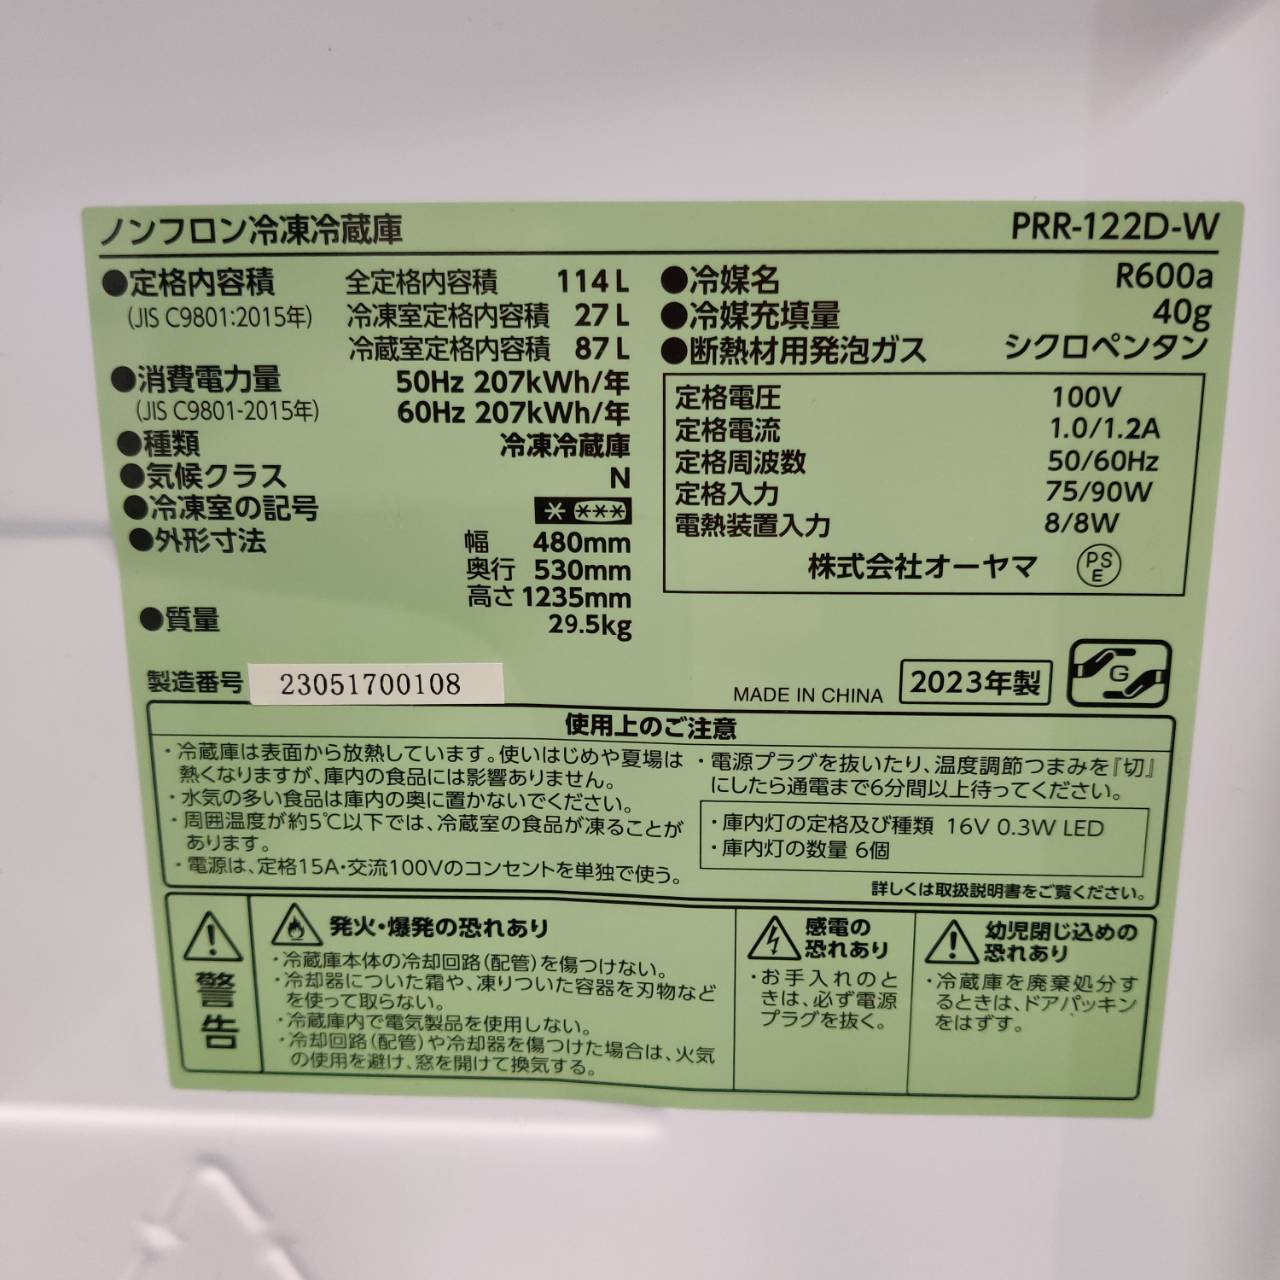 ノンフロン冷凍冷蔵庫 PRR-122D-W
●定格内容積 全定格内容積 114 L
(JIS C9801:2015年) 冷凍室定格内容積 27 L
冷蔵室定格内容積 87 L
●消費電力量 50Hz 207kWh/年
(JIS C9801-2015年) 60Hz 207kWh/年
●種類 冷凍冷蔵庫
●気候クラス N
●冷凍室の記号 * ***
●外形寸法 幅 480mm
奥行 530mm
高さ 1235mm
●質量 29.5kg
●冷媒名 R600a
●冷媒充填量 40g
●断熱材用発泡ガス シクロペンタン
定格電圧 100V
定格電流 1.0/1.2A
定格周波数 50/60Hz
定格入力 75/90W
電熱装置入力 8/8W
株式会社オーヤマ PS E
製造番号 23051700108
MADE IN CHINA 2023年製 G
使用上のご注意
・冷蔵庫は表面から放熱しています。使いはじめや夏場は
熱くなりますが、庫内の食品には影響ありません。
・水気の多い食品は庫内の奥に置かないでください。
・周囲温度が約5℃以下では、冷蔵室の食品が凍ることが
あります。
・電源は、定格15A・交流100Vのコンセントを単独で使う。
・電源プラグを抜いたり、温度調節つまみを『切』
にしたら通電まで6分間以上待ってください。
・庫内灯の定格及び種類 16V 0.3W LED
・庫内灯の数量 6個
詳しくは取扱説明書をご覧ください。
警告
発火・爆発の恐れあり
・冷蔵庫本体の冷却回路(配管)を傷つけない。
・冷却器についた霜や、凍りついた容器を刃物など
を使って取らない。
・冷蔵庫内で電気製品を使用しない。
・冷却回路(配管)や冷却器を傷つけた場合は、火気
の使用を避け、窓を開けて換気する。
感電の
恐れあり
・お手入れのと
きは、必ず電源
プラグを抜く。
幼児閉じ込めの
恐れあり
・冷蔵庫を廃棄処分す
るときは、ドアパッキン
をはずす。